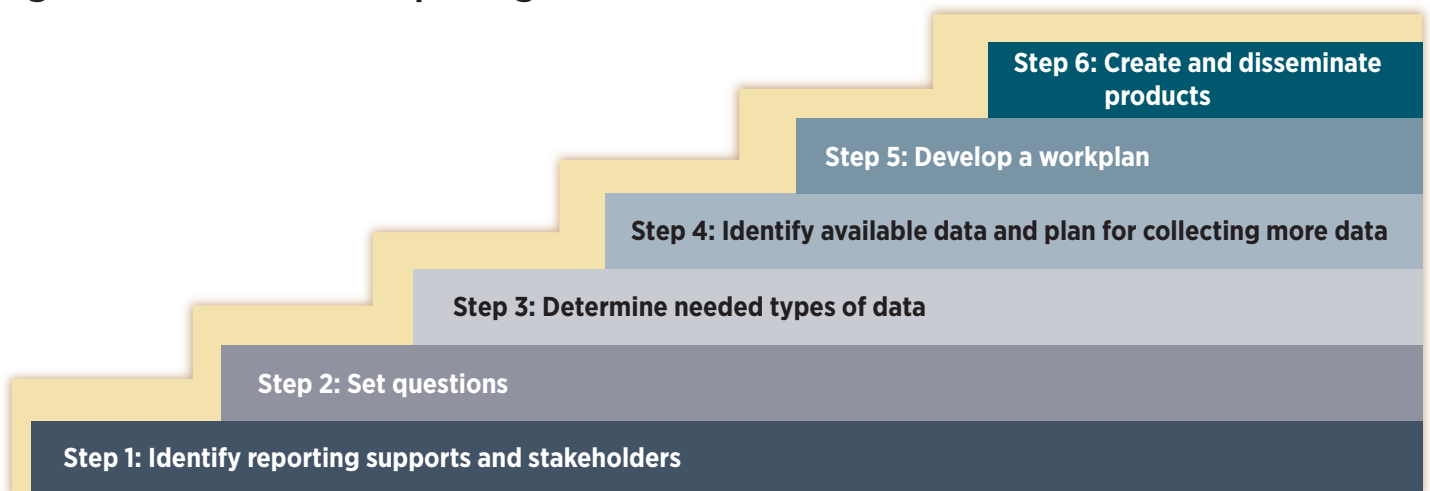 Step 6: Create and disseminate
products
Step 5: Develop a workplan
Step 4: Identify available data and plan for collecting more data
Step 3: Determine needed types of data
Step 2: Set questions
Step 1: Identify reporting supports and stakeholders